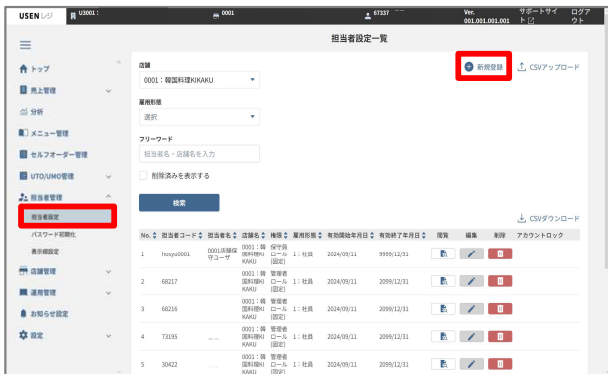 USEN レジ U3001： 0001 67337 Ver. 001.001.001.001 サポートサイト ログアウト
担当者設定一覧
トップ
売上管理
分析
メニュー管理
セルフオーダー管理
UTO/UMO管理
担当者管理
担当者設定
パスワード初期化
表示順設定
店舗管理
運用管理
お知らせ設定
設定
店舗
0001：韓国料理KIKAKU
新規登録 CSVアップロード
雇用形態
選択
フリーワード
担当者名・店舗名を入力
削除済みを表示する
検索
CSVダウンロード
No. 担当者コード 担当者名 店舗名 権限 雇用形態 有効開始年月日 有効終了年月日 閲覧 編集 削除 アカウントロック
1 hosyu0001 0001店舗保守ユーザ 0001：韓国料理KIKAKU 保守員ロール[固定] 1：社員 2024/09/11 9999/12/31
2 68217 0001：韓国料理KIKAKU 管理者ロール[固定] 1：社員 2024/09/11 2099/12/31
3 68216 0001：韓国料理KIKAKU 管理者ロール[固定] 1：社員 2024/09/11 2099/12/31
4 73195 0001：韓国料理KIKAKU 管理者ロール[固定] 1：社員 2024/09/11 2099/12/31
5 30422 0001：韓国料理KIKAKU 管理者ロール[固定] 1：社員 2024/09/11 2099/12/31